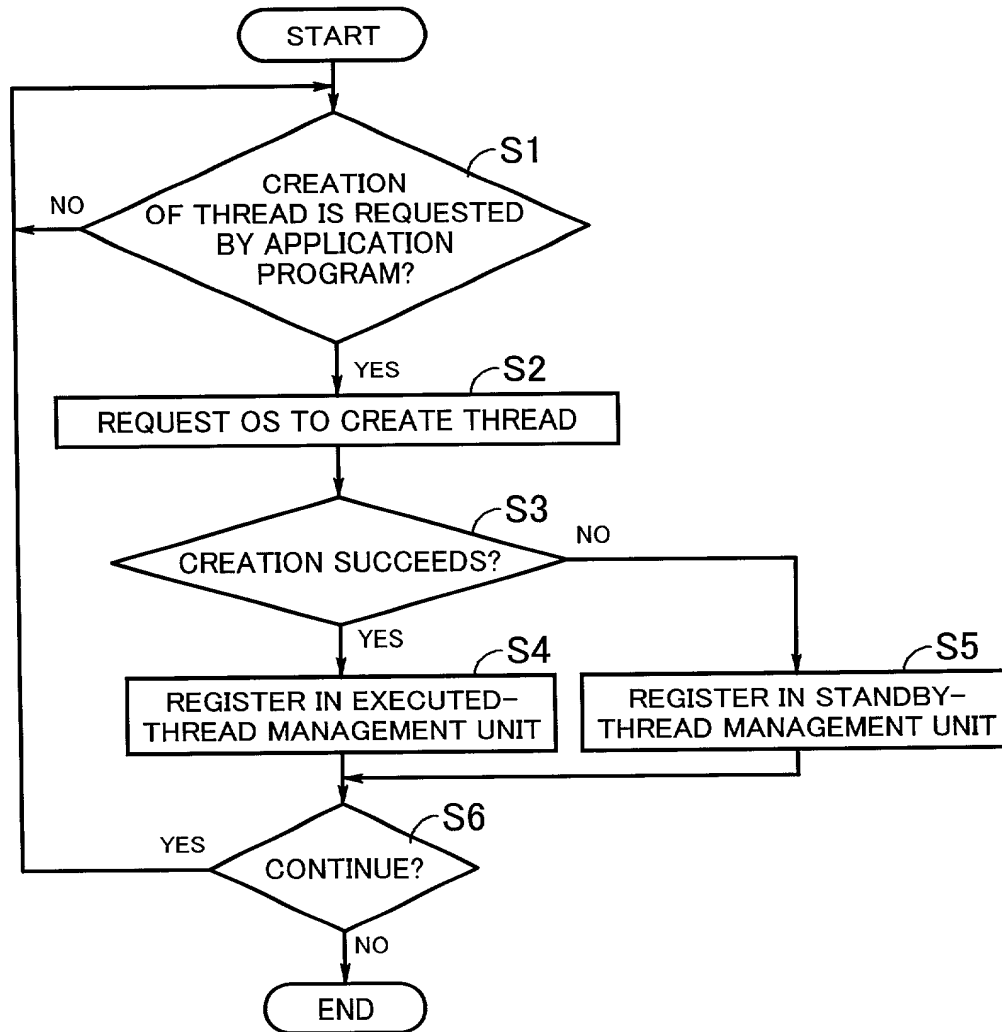 START
S1
CREATION
OF THREAD IS REQUESTED
BY APPLICATION
PROGRAM?
NO
YES
S2
REQUEST OS TO CREATE THREAD
S3
CREATION SUCCEEDS?
NO
YES
S4
REGISTER IN EXECUTED-
THREAD MANAGEMENT UNIT
S5
REGISTER IN STANDBY-
THREAD MANAGEMENT UNIT
S6
YES
CONTINUE?
NO
END